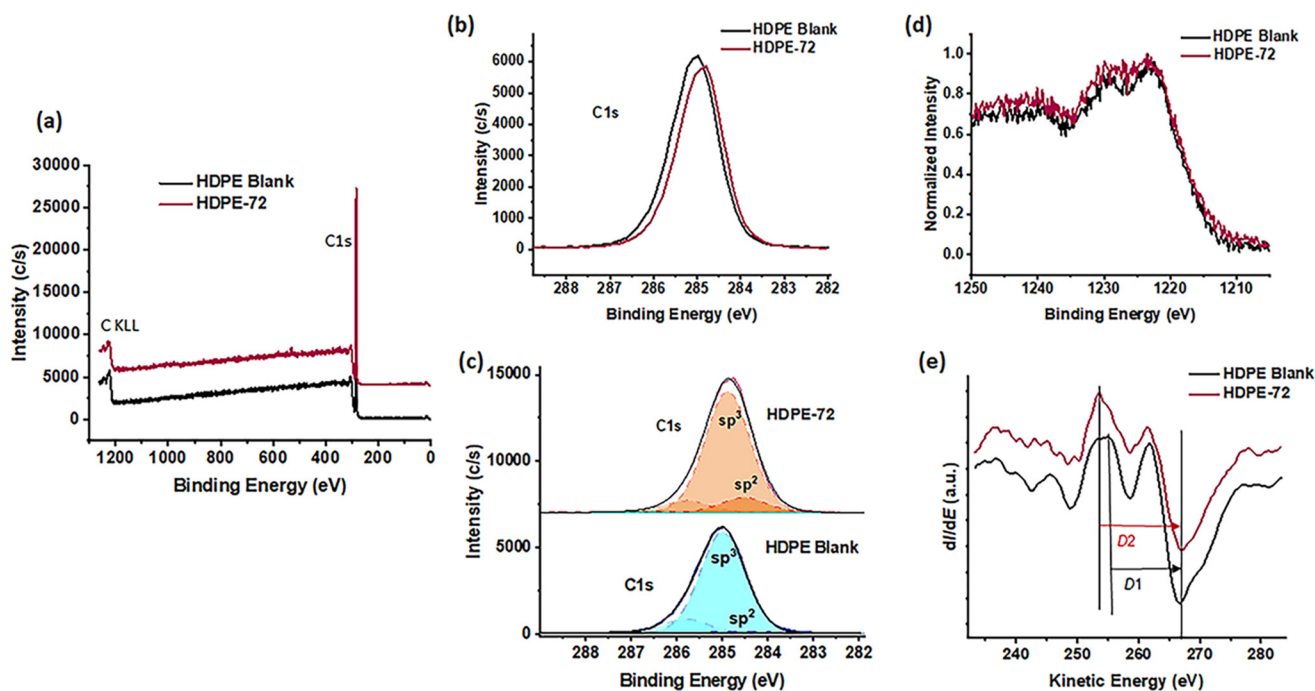 (a)
HDPE Blank
HDPE-72
30000
25000
20000
15000
10000
5000
0
C1s
C KLL
1200 1000 800 600 400 200 0
Binding Energy (eV)
Intensity (c/s)
(b)
HDPE Blank
HDPE-72
6000
5000
4000
3000
2000
1000
0
C1s
288 287 286 285 284 283 282
Binding Energy (eV)
Intensity (c/s)
(c)
15000
10000
5000
0
C1s
HDPE-72
sp³
sp²
HDPE Blank
C1s
sp³
sp²
288 287 286 285 284 283 282
Binding Energy (eV)
Intensity (c/s)
(d)
HDPE Blank
HDPE-72
1.0
0.8
0.6
0.4
0.2
0.0
1250 1240 1230 1220 1210
Binding Energy (eV)
Normalized Intensity
(e)
HDPE Blank
HDPE-72
D2
D1
240 250 260 270 280
Kinetic Energy (eV)
dI/dE (a.u.)